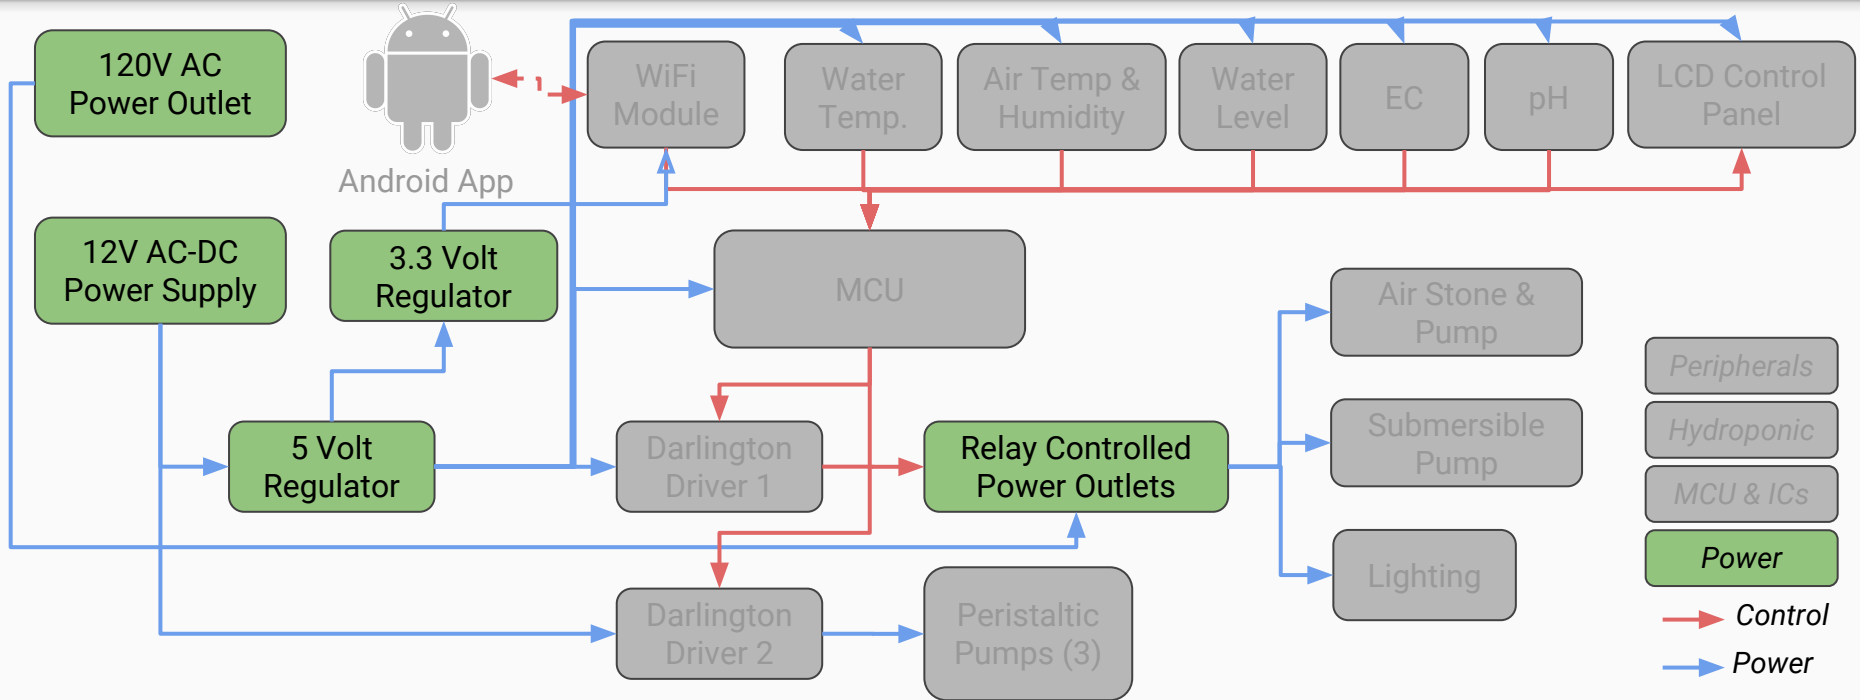 120V AC
Power Outlet
Android App
WiFi
Module
Water
Temp.
Air Temp &
Humidity
Water
Level
EC
pH
LCD Control
Panel
12V AC-DC
Power Supply
3.3 Volt
Regulator
MCU
Air Stone &
Pump
5 Volt
Regulator
Darlington
Driver 1
Relay Controlled
Power Outlets
Submersible
Pump
Lighting
Darlington
Driver 2
Peristaltic
Pumps (3)
Peripherals
Hydroponic
MCU & ICs
Power
Control
Power